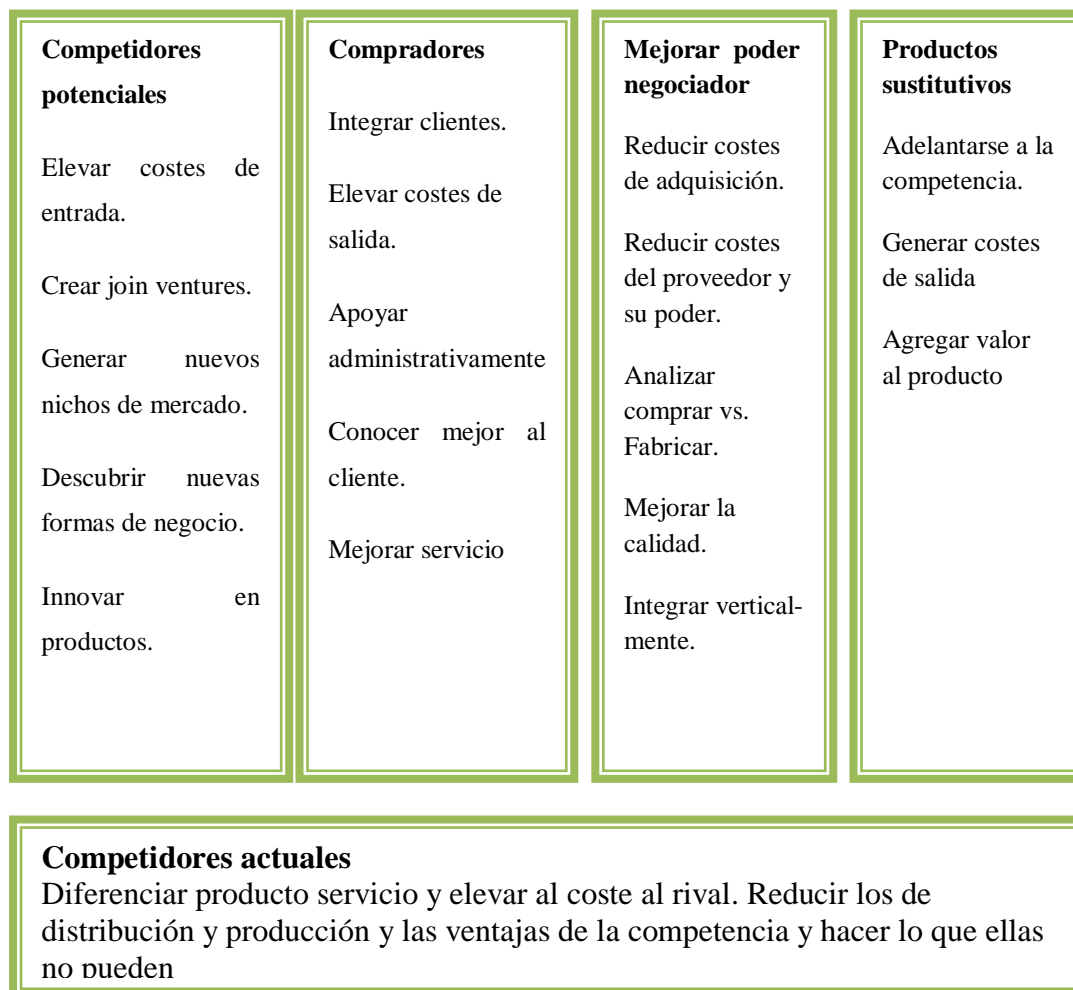 Competidores
potenciales
Elevar costes de
entrada.
Crear join ventures.
Generar nuevos
nichos de mercado.
Descubrir nuevas
formas de negocio.
Innovar en
productos.
Compradores
Integrar clientes.
Elevar costes de
salida.
Apoyar
administrativamente
Conocer mejor al
cliente.
Mejorar servicio
Mejorar poder
negociador
Reducir costes
de adquisición.
Reducir costes
del proveedor y
su poder.
Analizar
comprar vs.
Fabricar.
Mejorar la
calidad.
Integrar vertical-
mente.
Productos
sustitutivos
Adelantarse a la
competencia.
Generar costes
de salida
Agregar valor
al producto
Competidores actuales
Diferenciar producto servicio y elevar al coste al rival. Reducir los de
distribución y producción y las ventajas de la competencia y hacer lo que ellas
no pueden